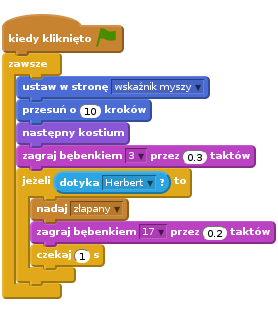 kiedy kliknięto
zawsze
ustaw w stronę wskaźnik myszy
przesuń o 10 kroków
następny kostium
zagraj bębenkiem 3 przez 0.3 taktów
jeżeli dotyka Herbert ? to
nadaj złapany
zagraj bębenkiem 17 przez 0.2 taktów
czekaj 1 s